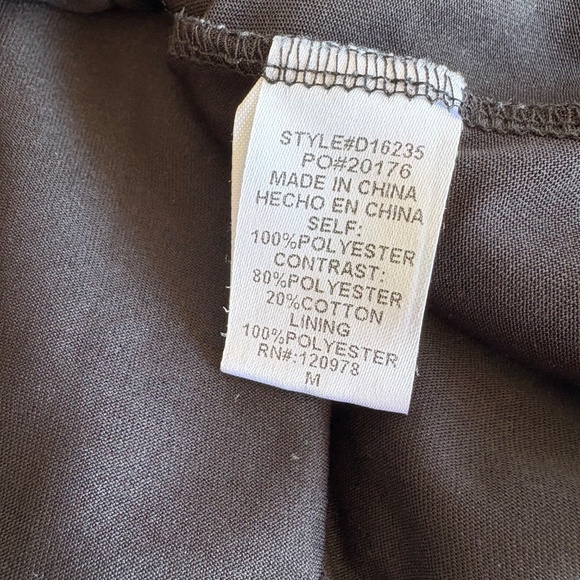 STYLE#D16235
PO#20176
MADE IN CHINA
HECHO EN CHINA
SELF:
100%POLYESTER
CONTRAST:
80%POLYESTER
20%COTTON
LINING
100%POLYESTER
RN#:120978
M